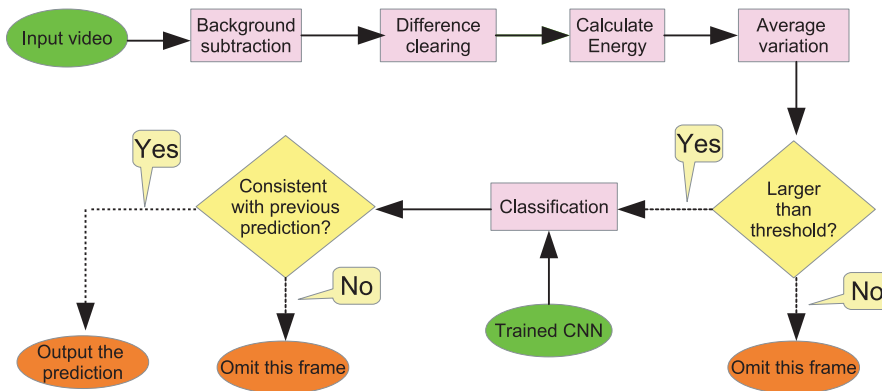 Input video
Background
subtraction
Difference
clearing
Calculate
Energy
Average
variation
Yes
Consistent
with previous
prediction?
Classification
Yes
Larger
than
threshold?
No
No
Output the
prediction
Omit this frame
Trained CNN
Omit this frame